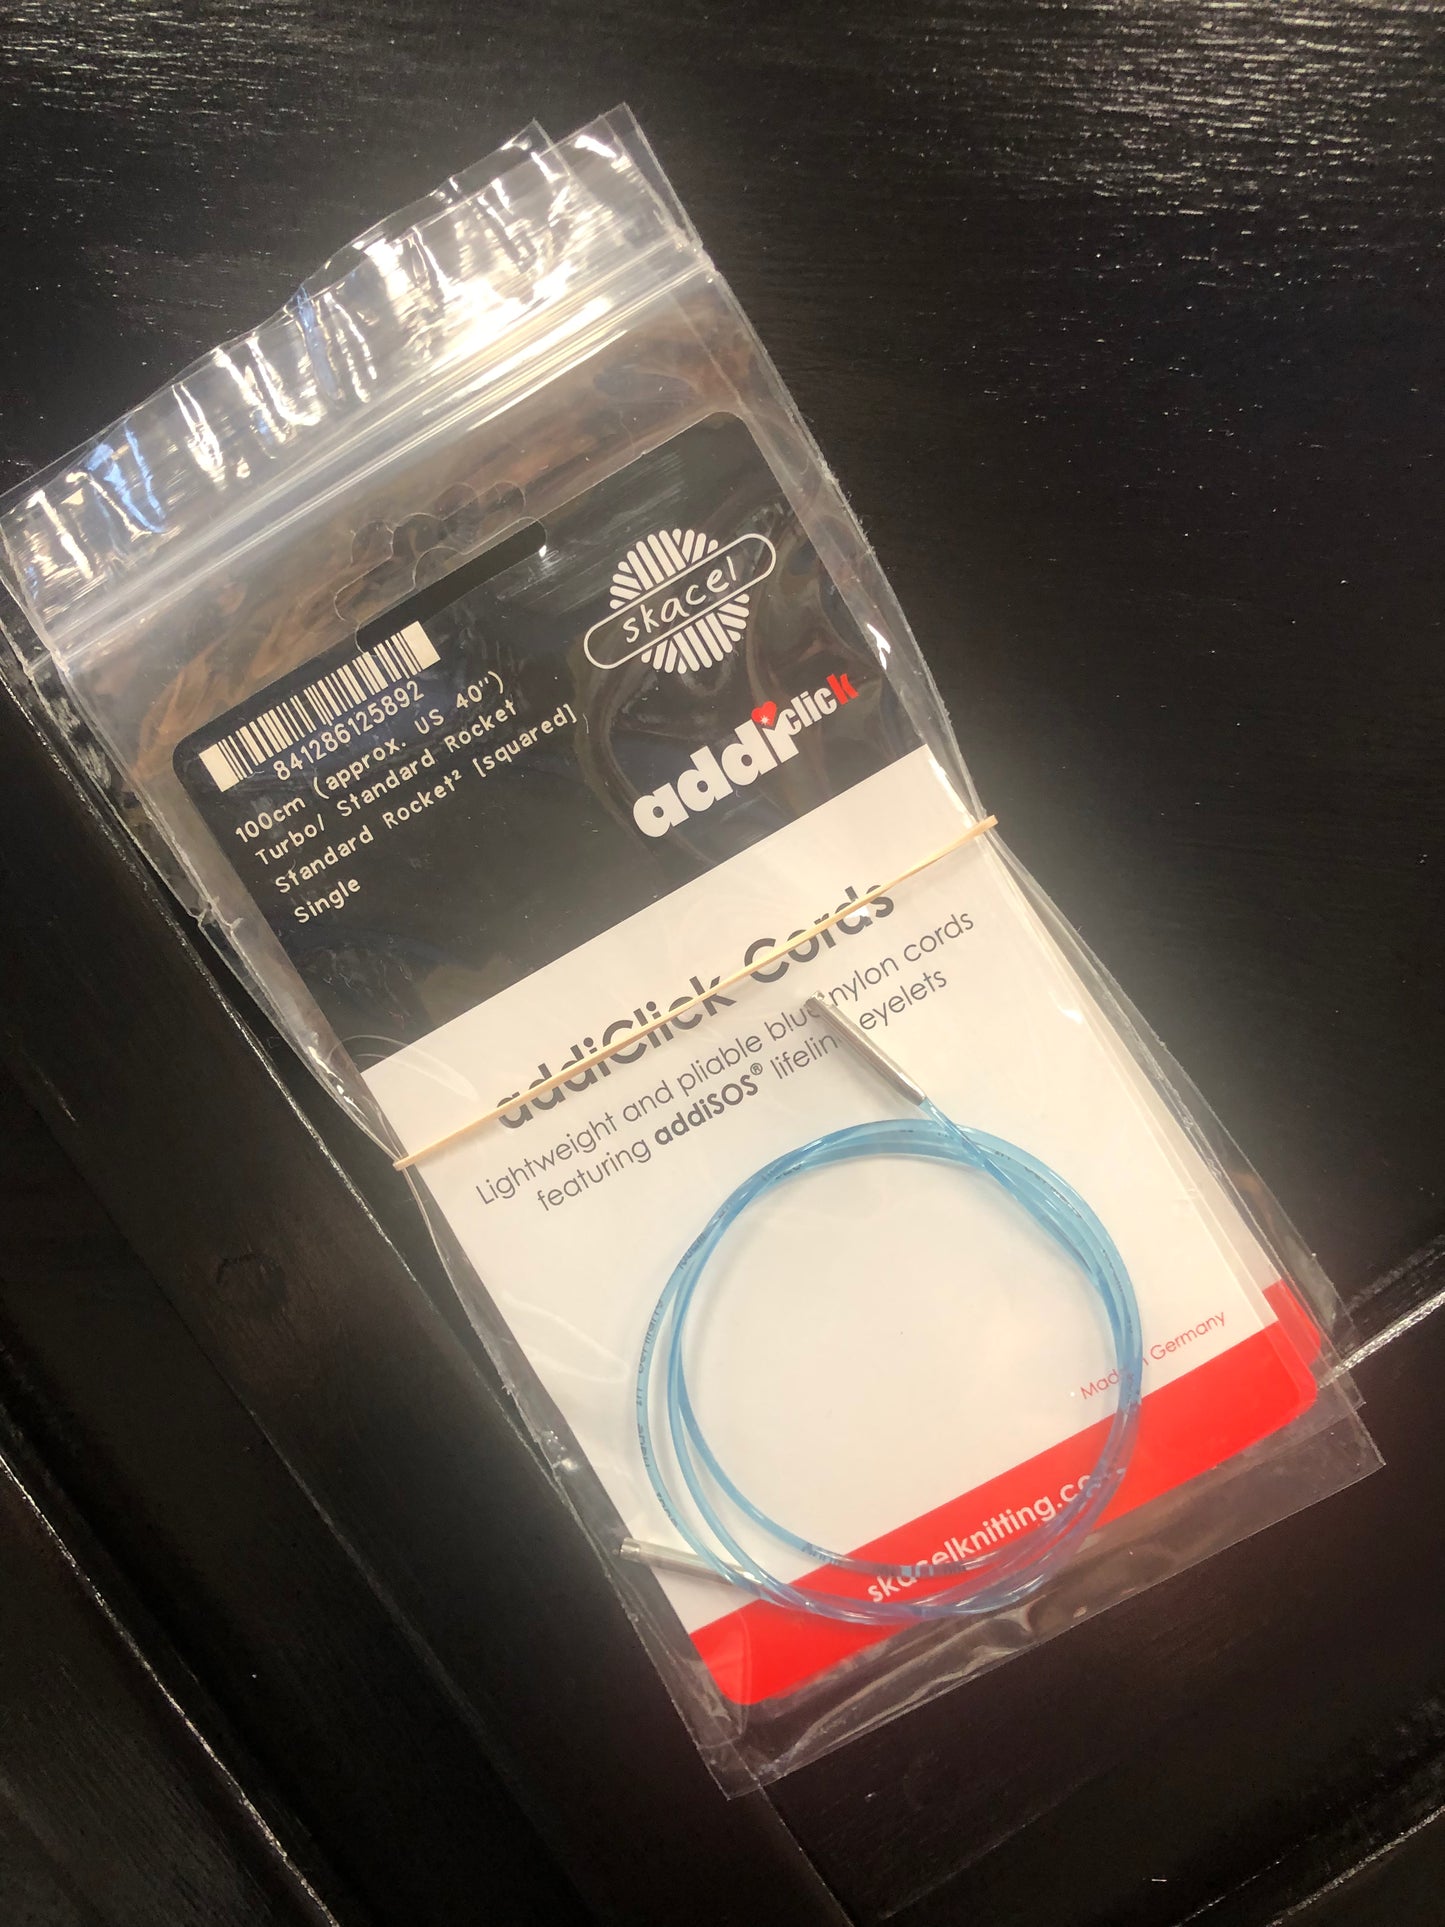 skacel
addiclick
841286125892
100cm (approx. US 40")
Turbo/ Standard Rocket
Standard Rocket² [squared]
Single
addiClick Cords
Lightweight and pliable blue nylon cords
featuring addiSOS® lifelin eyelets
Made in Germany
skacelknitting.co